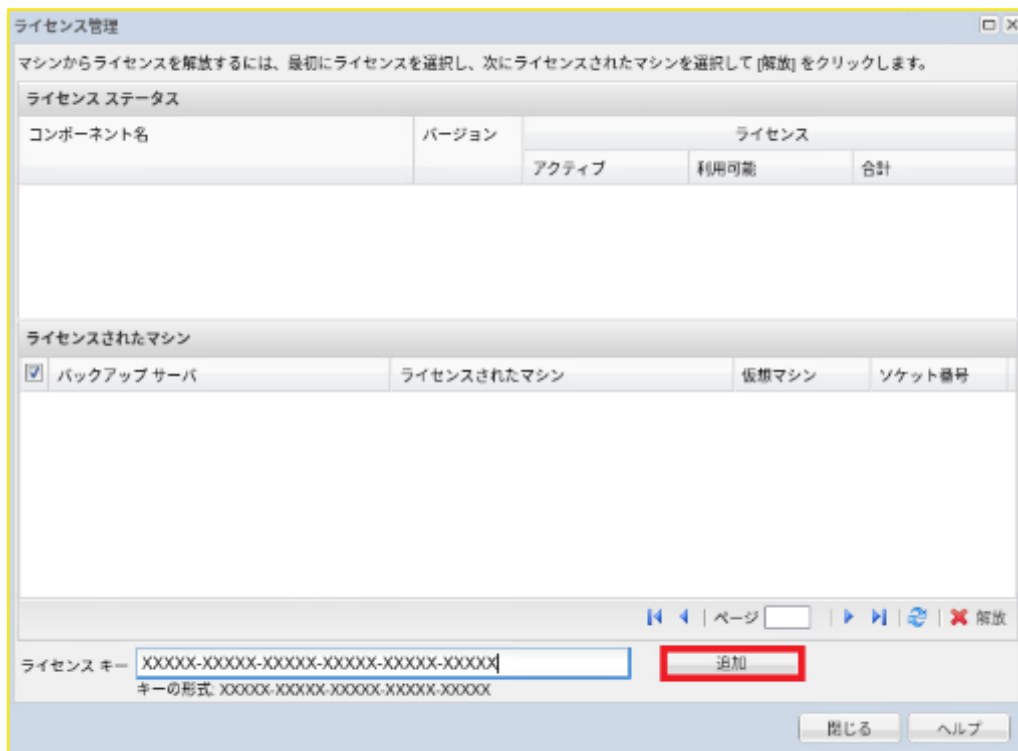 ライセンス管理
マシンからライセンスを解放するには、最初にライセンスを選択し、次にライセンスされたマシンを選択して [解放] をクリックします。
ライセンス ステータス
コンポーネント名 バージョン ライセンス
アクティブ 利用可能 合計
ライセンスされたマシン
バックアップ サーバ ライセンスされたマシン 仮想マシン ソケット番号
ページ 解放
ライセンス キー XXXXX-XXXXX-XXXXX-XXXXX-XXXXX-XXXXX 追加
キーの形式: XXXXX-XXXXX-XXXXX-XXXXX-XXXXX
閉じる ヘルプ